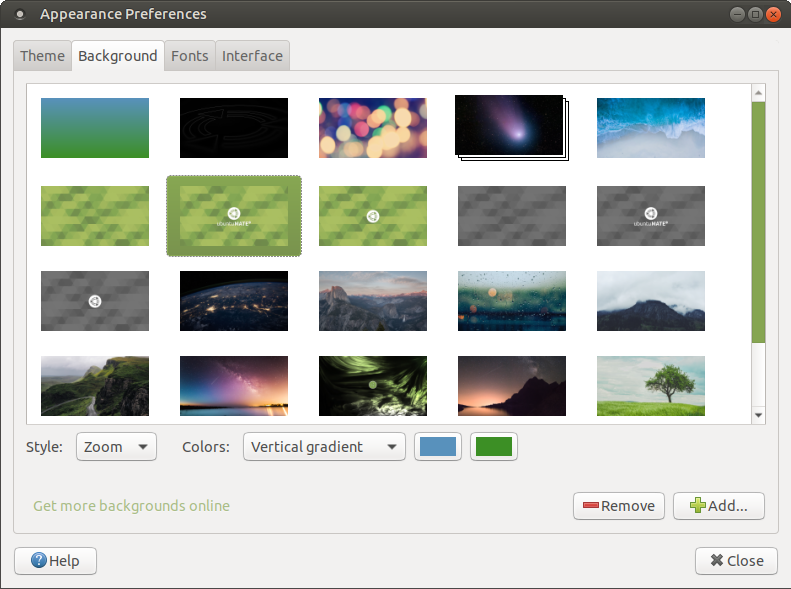 Appearance Preferences
Theme Background Fonts Interface
ubuntuMATE
ubuntuMATE
Style: Zoom Colors: Vertical gradient
Get more backgrounds online Remove Add...
Help Close